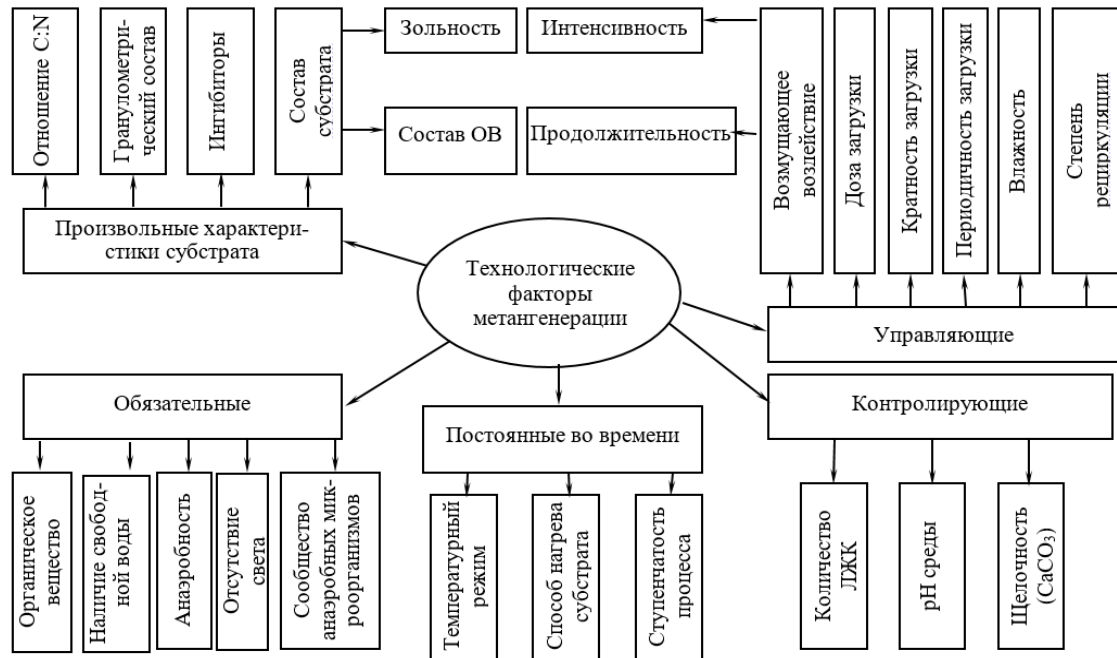 Отношение C:N
Гранулометри-
ческий состав
Ингибиторы
Состав
субстрата
Зольность
Интенсивность
Состав ОВ
Продолжительность
Возмущающее
воздействие
Доза загрузки
Кратность загрузки
Периодичность загрузки
Влажность
Степень
рециркуляции
Произвольные характери-
стики субстрата
Технологические
факторы
метангенерации
Управляющие
Обязательные
Постоянные во времени
Контролирующие
Органическое
вещество
Наличие свобод-
ной воды
Анаэробность
Отсутствие
света
Сообщество
анаэробных мик-
роорганизмов
Температурный
режим
Способ нагрева
субстрата
Ступенчатость
процесса
Количество
ЛЖК
pH среды
Щелочность
(CaCO₃)